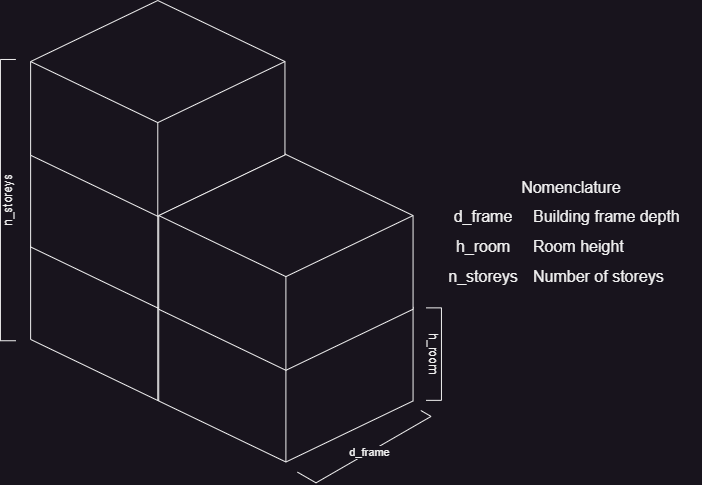 n_storeys
Nomenclature
d_frame Building frame depth
h_room Room height
n_storeys Number of storeys
h_room
d_frame